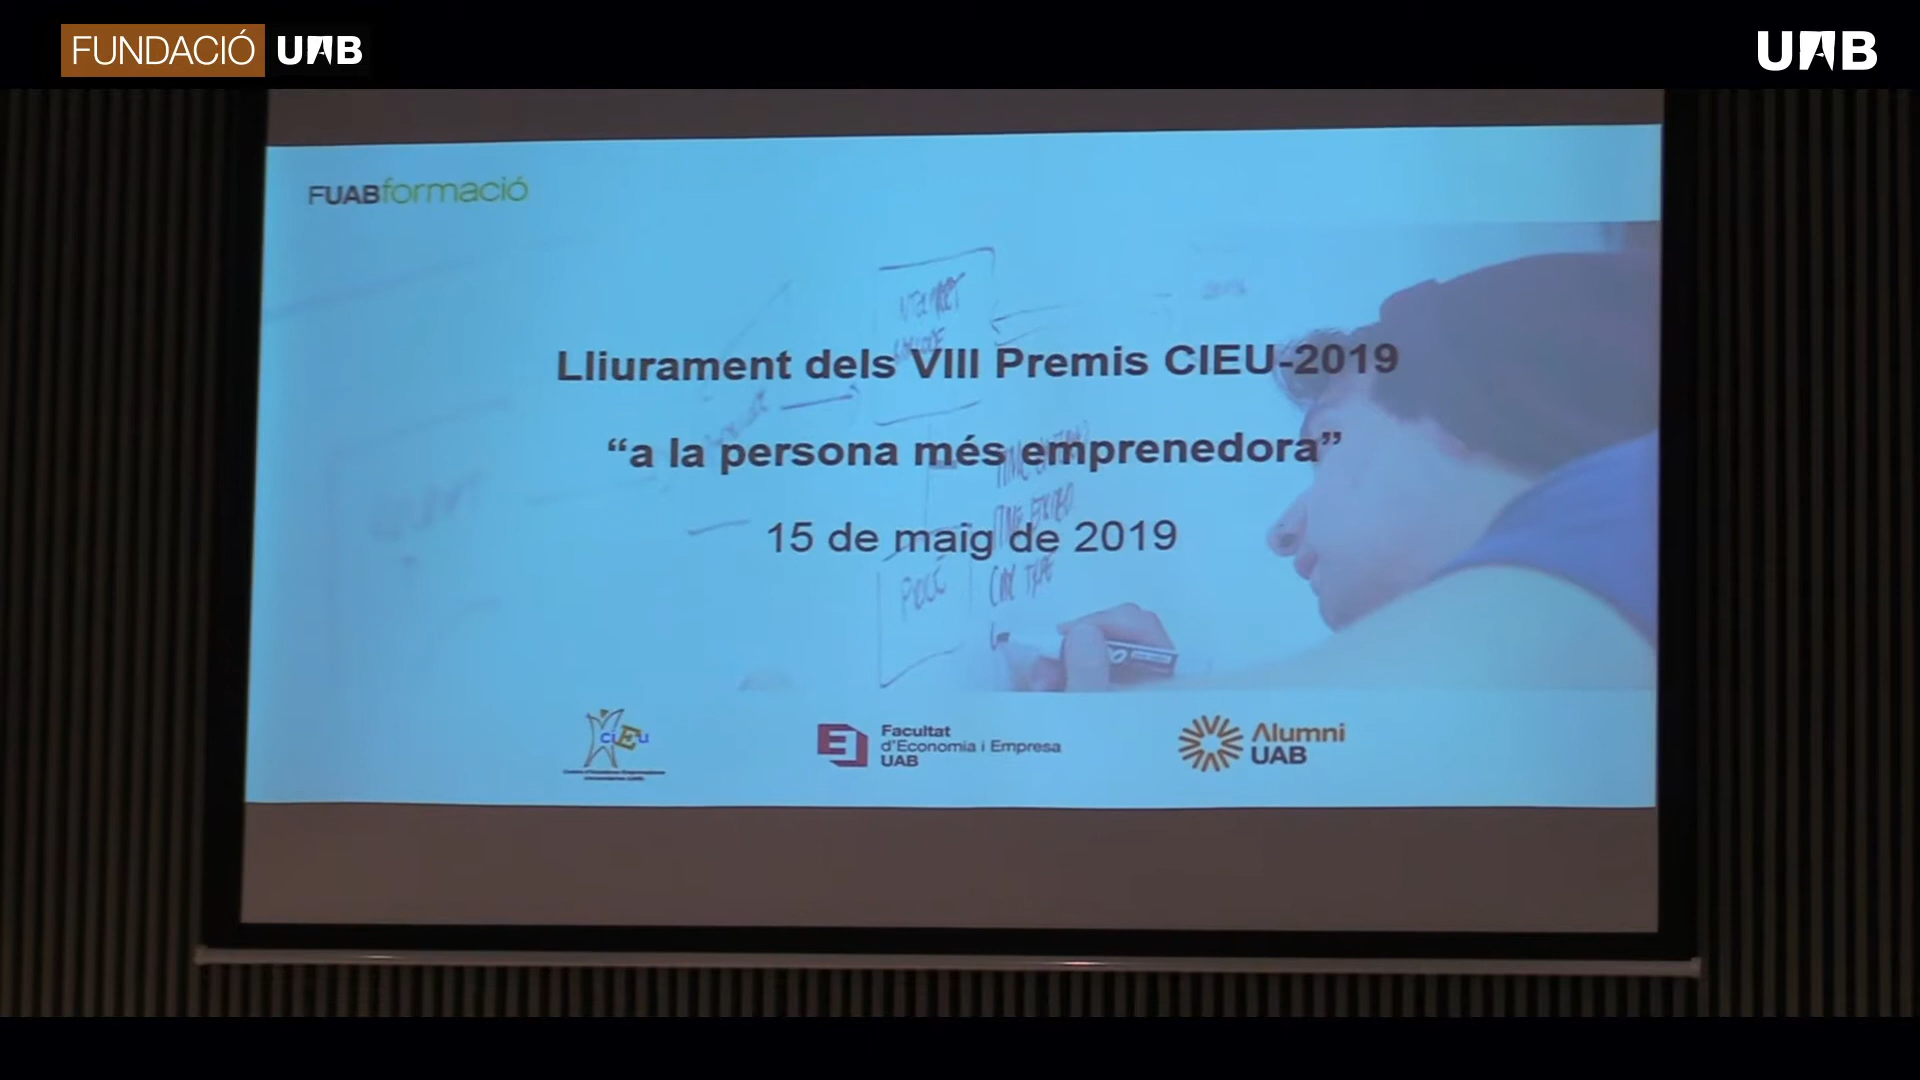 FUNDACIÓ UAB
UAB
FUABformació
Lliurament dels VIII Premis CIEU-2019
“a la persona més emprenedora”
15 de maig de 2019
CIEU
Facultat
d'Economia i Empresa
UAB
Alumni
UAB